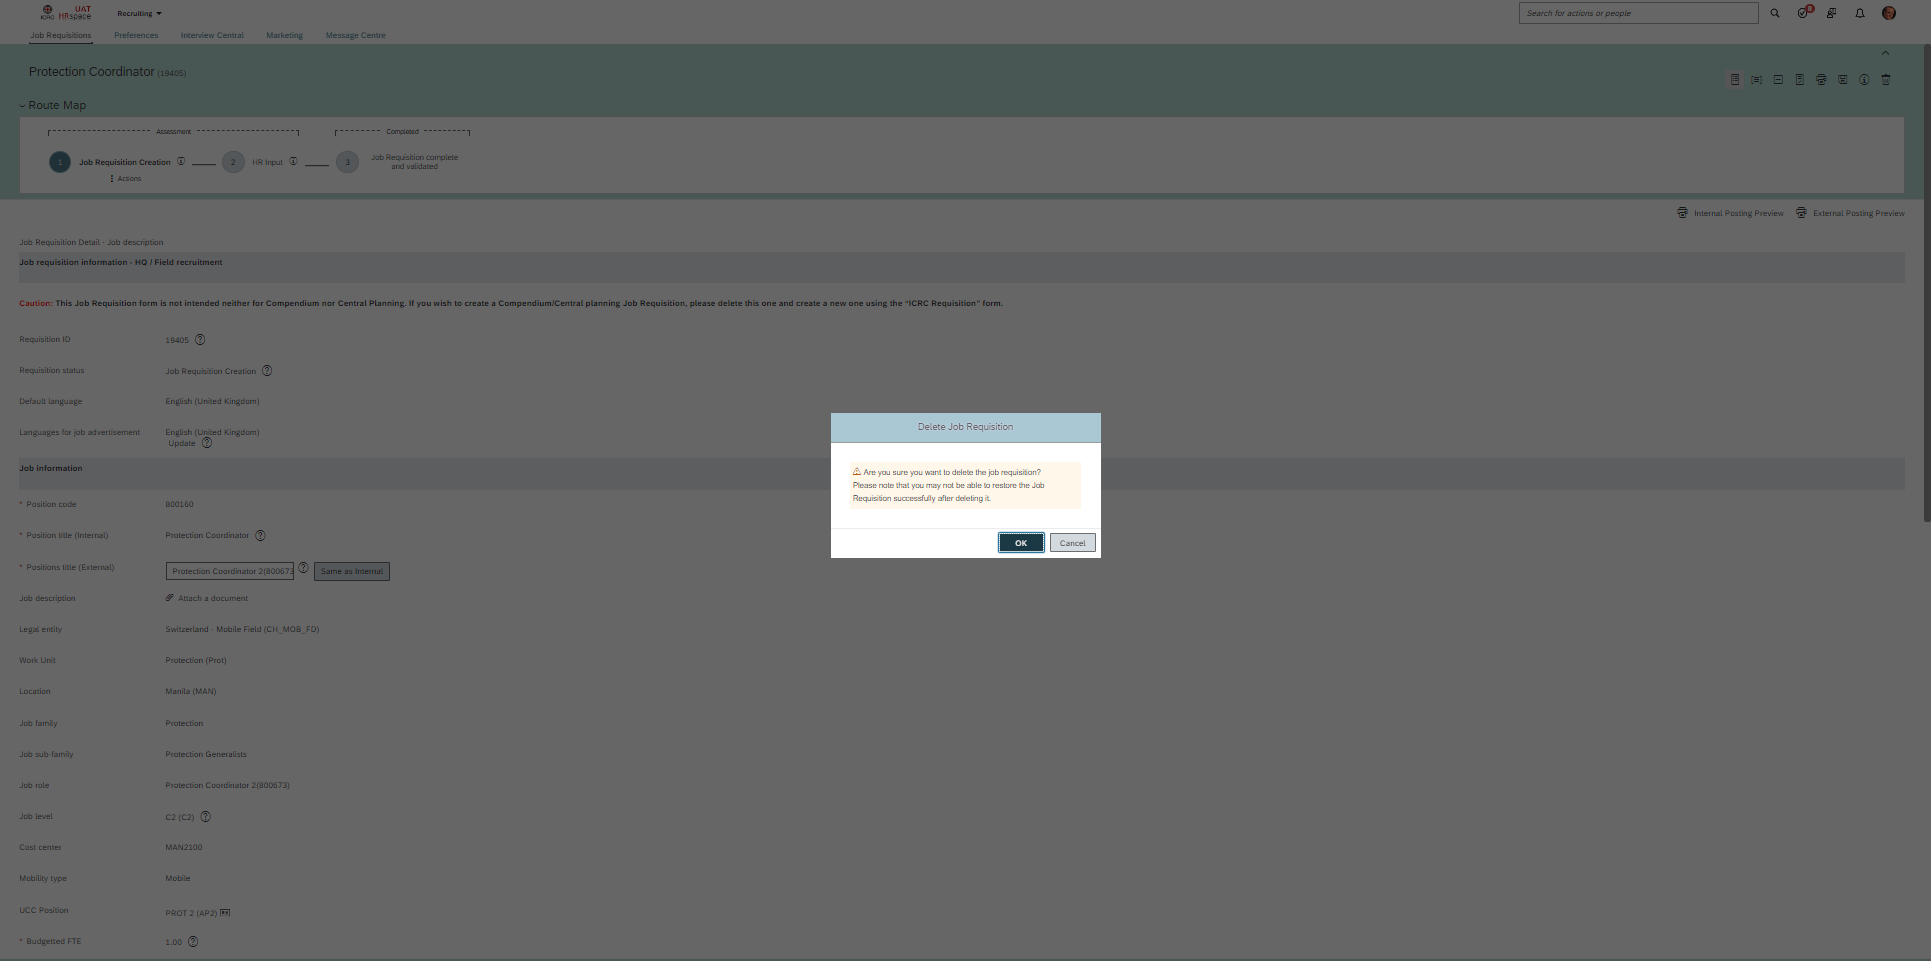 ICRC UAT HRspace
Recruiting
Search for actions or people
8
Job Requisitions Preferences Interview Central Marketing Message Centre
Protection Coordinator (19405)
Route Map
Assessment Completed
1 Job Requisition Creation 2 HR Input 3 Job Requisition complete
and validated
Actions
Internal Posting Preview External Posting Preview
Job Requisition Detail - Job description
Job requisition information - HQ / Field recruitment
Caution: This Job Requisition form is not intended neither for Compendium nor Central Planning. If you wish to create a Compendium/Central planning Job Requisition, please delete this one and create a new one using the "ICRC Requisition" form.
Requisition ID 19405
Requisition status Job Requisition Creation
Default language English (United Kingdom)
Languages for job advertisement English (United Kingdom)
Update
Job information
* Position code 800160
* Position title (Internal) Protection Coordinator
* Positions title (External) Protection Coordinator 2(800673 Same as Internal
Job description Attach a document
Legal entity Switzerland - Mobile Field (CH_MOB_FD)
Work Unit Protection (Prot)
Location Manila (MAN)
Job family Protection
Job sub-family Protection Generalists
Job role Protection Coordinator 2(800673)
Job level C2 (C2)
Cost center MAN2100
Mobility type Mobile
UCC Position PROT 2 (AP2)
* Budgetted FTE 1.00
Delete Job Requisition
Are you sure you want to delete the job requisition?
Please note that you may not be able to restore the Job
Requisition successfully after deleting it.
OK Cancel